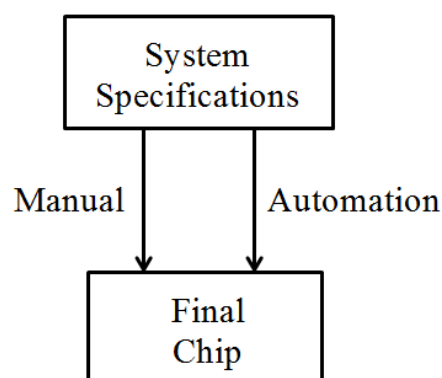 System
Specifications
Manual
Automation
Final
Chip